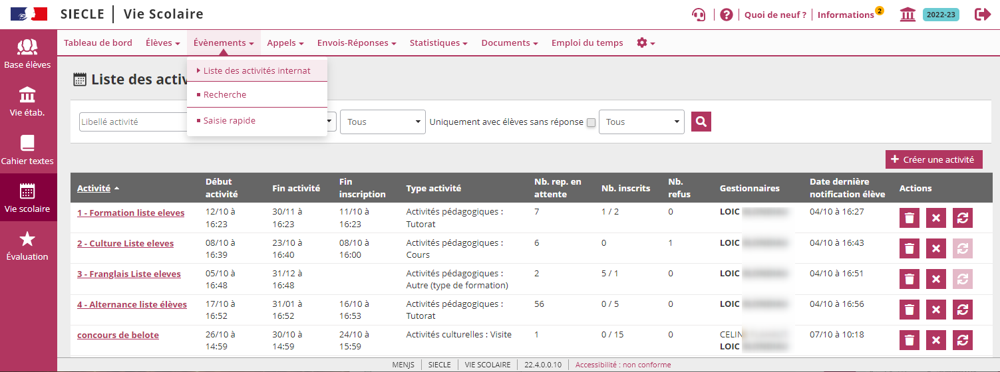 SIECLE | Vie Scolaire
Quoi de neuf ? | Informations 2
2022-23
Tableau de bord Élèves Évènements Appels Envois-Réponses Statistiques Documents Emploi du temps
Base élèves
Vie étab.
Cahier textes
Vie scolaire
Évaluation
Liste des activités internat
Recherche
Saisie rapide
Liste des
Libellé activité Tous Uniquement avec élèves sans réponse Tous
Créer une activité
Activité Début activité Fin activité Fin inscription Type activité Nb. rep. en attente Nb. inscrits Nb. refus Gestionnaires Date dernière notification élève Actions
1 - Formation liste eleves 12/10 à 16:23 30/11 à 16:23 11/10 à 16:23 Activités pédagogiques : Tutorat 7 1 / 2 0 LOIC 04/10 à 16:27
2 - Culture Liste eleves 08/10 à 16:39 23/10 à 16:40 08/10 à 16:00 Activités pédagogiques : Cours 6 0 1 LOIC 04/10 à 16:43
3 - Franglais Liste eleves 05/10 à 16:48 31/12 à 16:48 Activités pédagogiques : Autre (type de formation) 2 5 / 1 0 LOIC 04/10 à 16:51
4 - Alternance liste élèves 17/10 à 16:52 31/01 à 16:52 16/10 à 16:53 Activités pédagogiques : Tutorat 56 0 / 5 0 LOIC 04/10 à 16:56
concours de belote 26/10 à 14:59 30/10 à 14:59 24/10 à 15:59 Activités culturelles : Visite 1 0 / 15 0 CELIN LOIC 07/10 à 10:18
MENJS | SIECLE | VIE SCOLAIRE | 22.4.0.0.10 | Accessibilité : non conforme